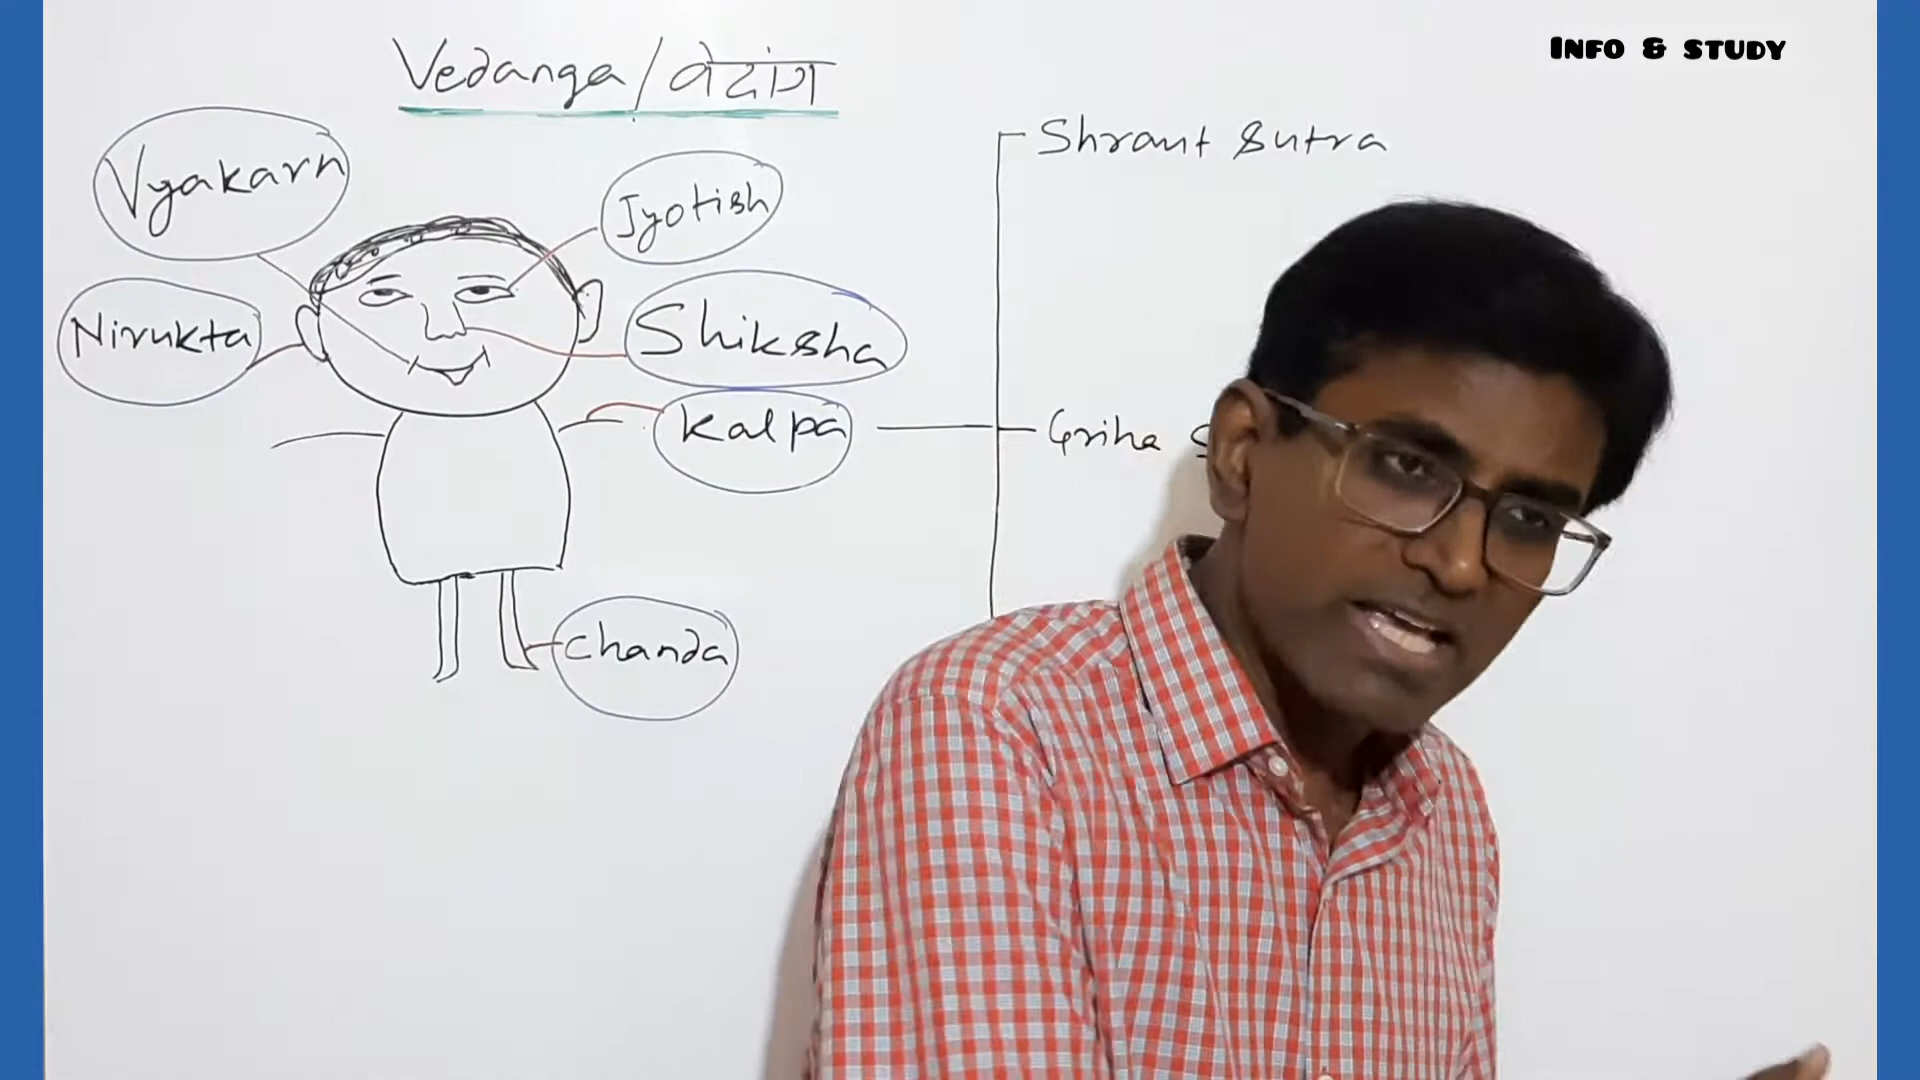 INFO & STUDY
Vedanga/वेदांग
Shraut Sutra
Vyakarn
Jyotish
Nirukta
Shiksha
Kalpa
Griha S
Chanda